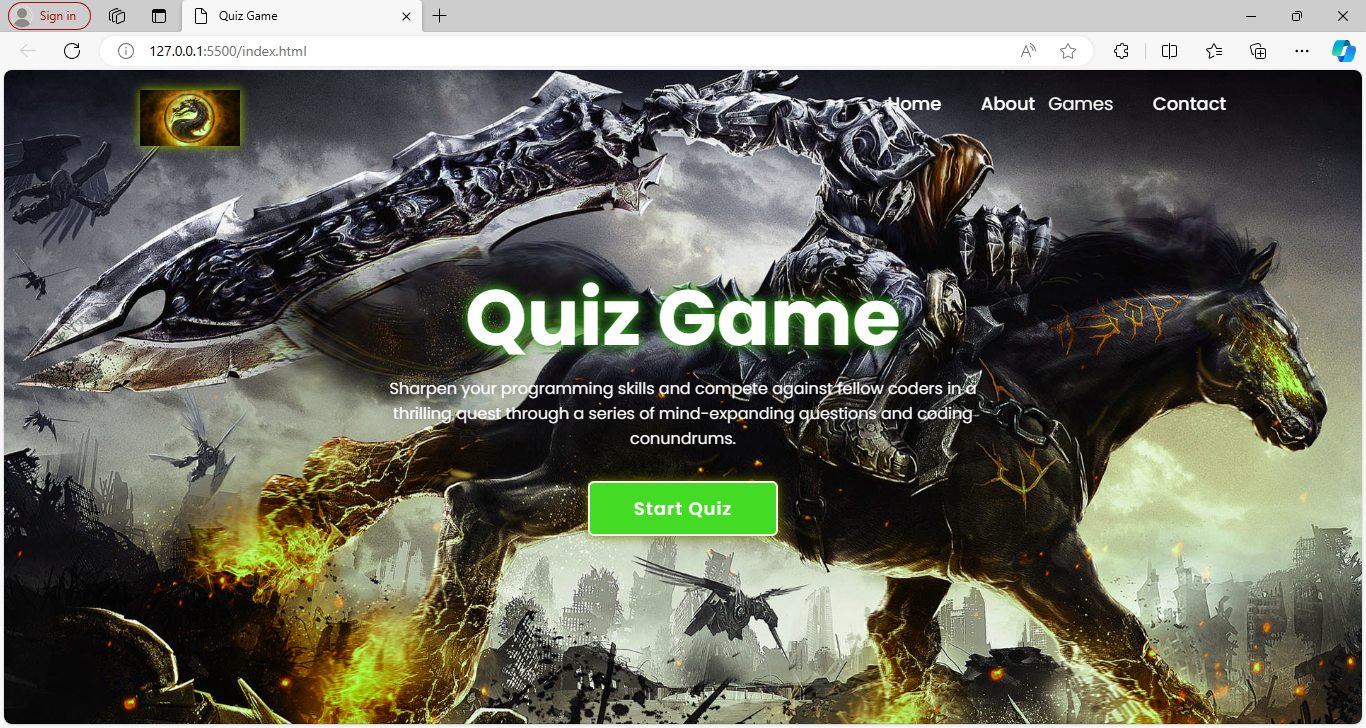 Sign in
Quiz Game
127.0.0.1:5500/index.html
Home About Games Contact
Quiz Game
Sharpen your programming skills and compete against fellow coders in a
thrilling quest through a series of mind-expanding questions and coding
conundrums.
Start Quiz